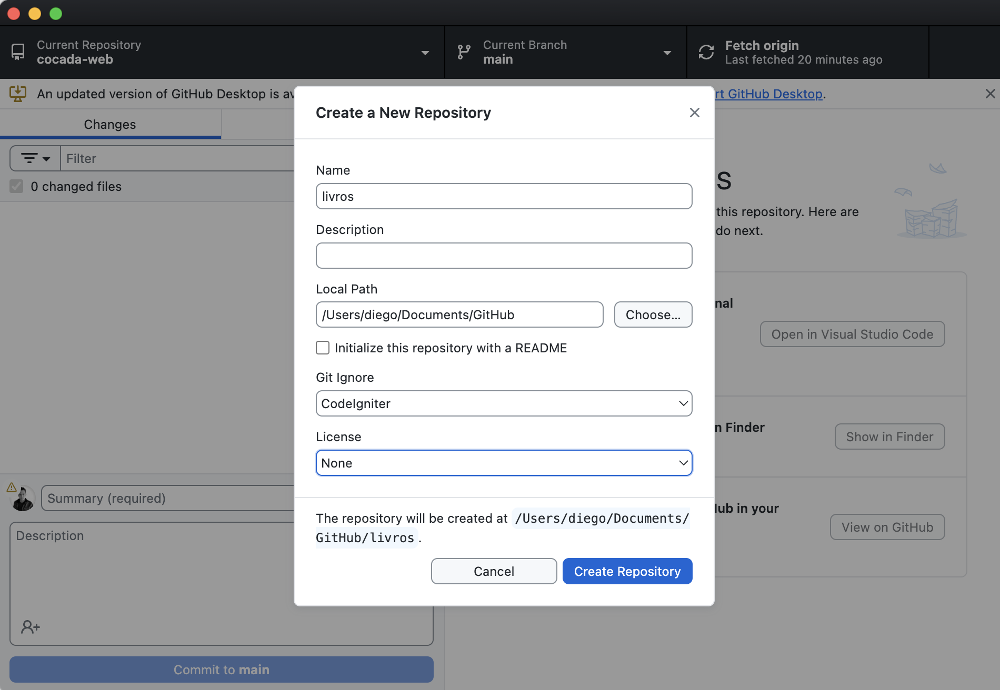 Current Repository
cocada-web
Current Branch
main
Fetch origin
Last fetched 20 minutes ago
An updated version of GitHub Desktop is
rt GitHub Desktop.
Changes
Filter
0 changed files
Summary (required)
Description
Commit to main
this repository. Here are
do next.
Open in Visual Studio Code
n Finder
Show in Finder
in your
View on GitHub
Create a New Repository
Name
livros
Description
Local Path
/Users/diego/Documents/GitHub
Choose...
Initialize this repository with a README
Git Ignore
CodeIgniter
License
None
The repository will be created at /Users/diego/Documents/
GitHub/livros.
Cancel
Create Repository